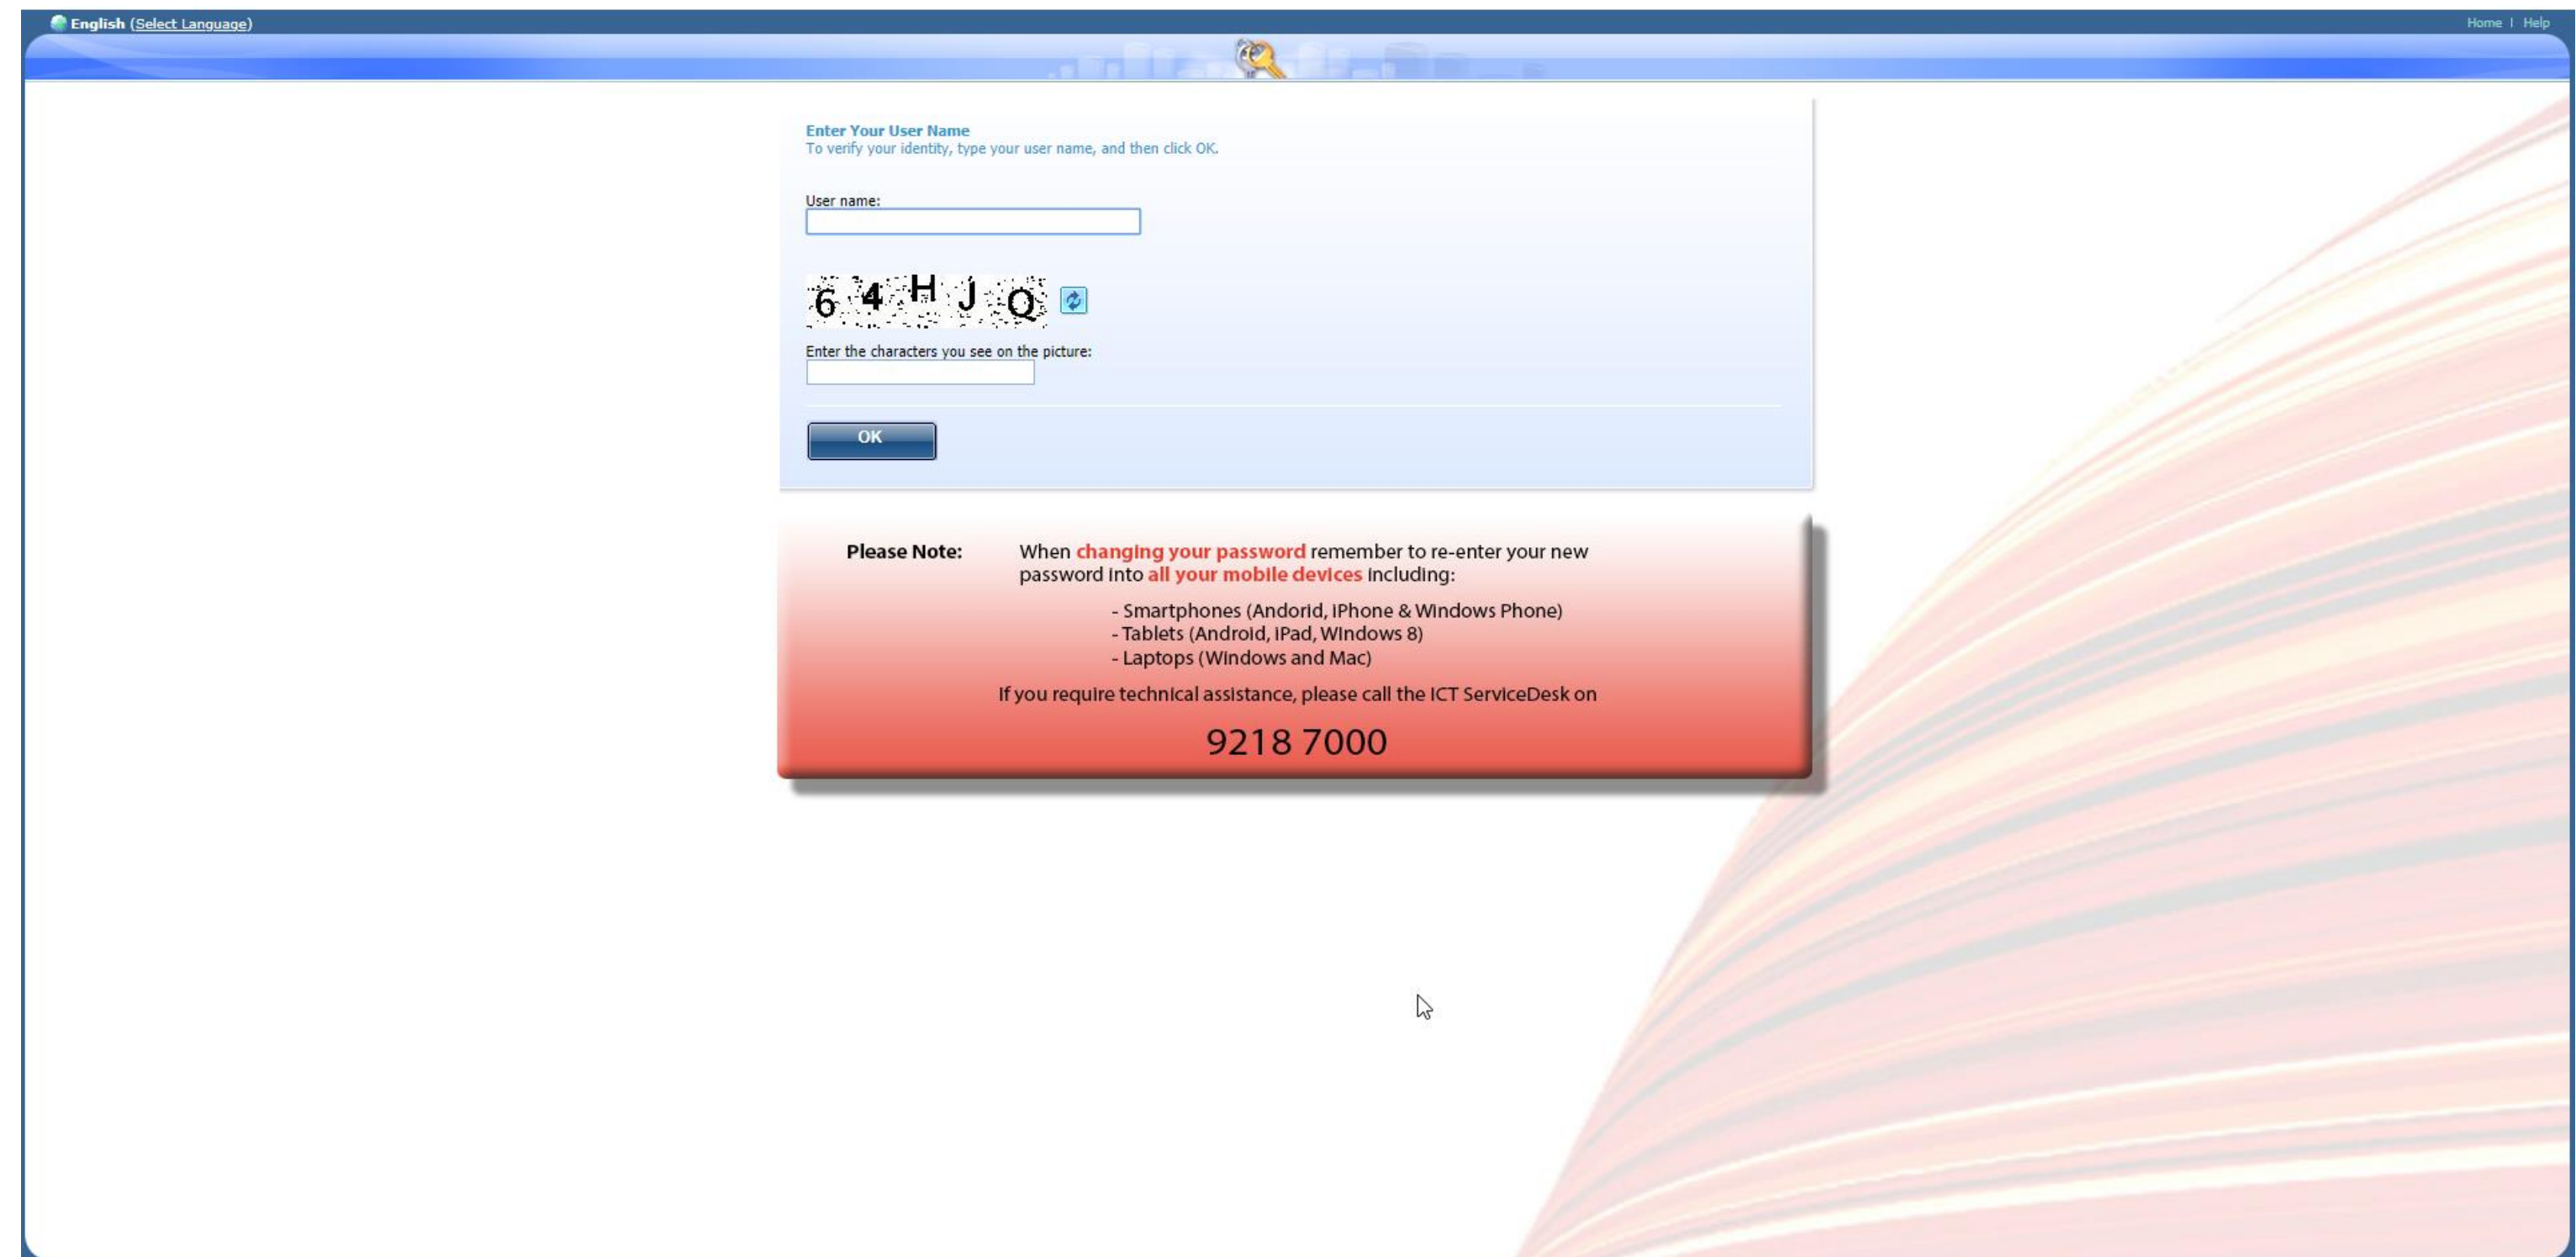 English (Select Language)
Home | Help
Enter Your User Name
To verify your identity, type your user name, and then click OK.
User name:
6 4 H J Q
Enter the characters you see on the picture:
OK
Please Note: When changing your password remember to re-enter your new
password into all your mobile devices including:
- Smartphones (Andorid, iPhone & Windows Phone)
- Tablets (Android, iPad, Windows 8)
- Laptops (Windows and Mac)
If you require technical assistance, please call the ICT ServiceDesk on
9218 7000